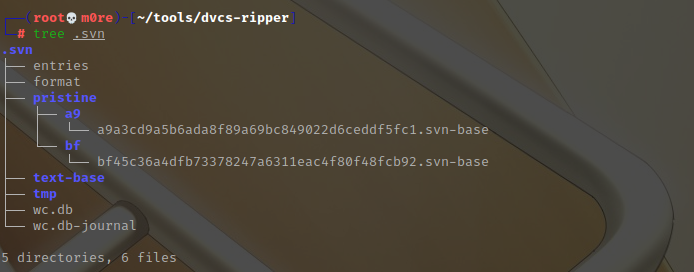 ┌──(root💀m0re)-[~/tools/dvcs-ripper]
└─# tree .svn
.svn
├── entries
├── format
├── pristine
│   ├── a9
│   │   └── a9a3cd9a5b6ada8f89a69bc849022d6ceddf5fc1.svn-base
│   └── bf
│       └── bf45c36a4dfb73378247a6311eac4f80f48fcb92.svn-base
├── text-base
├── tmp
├── wc.db
└── wc.db-journal
5 directories, 6 files